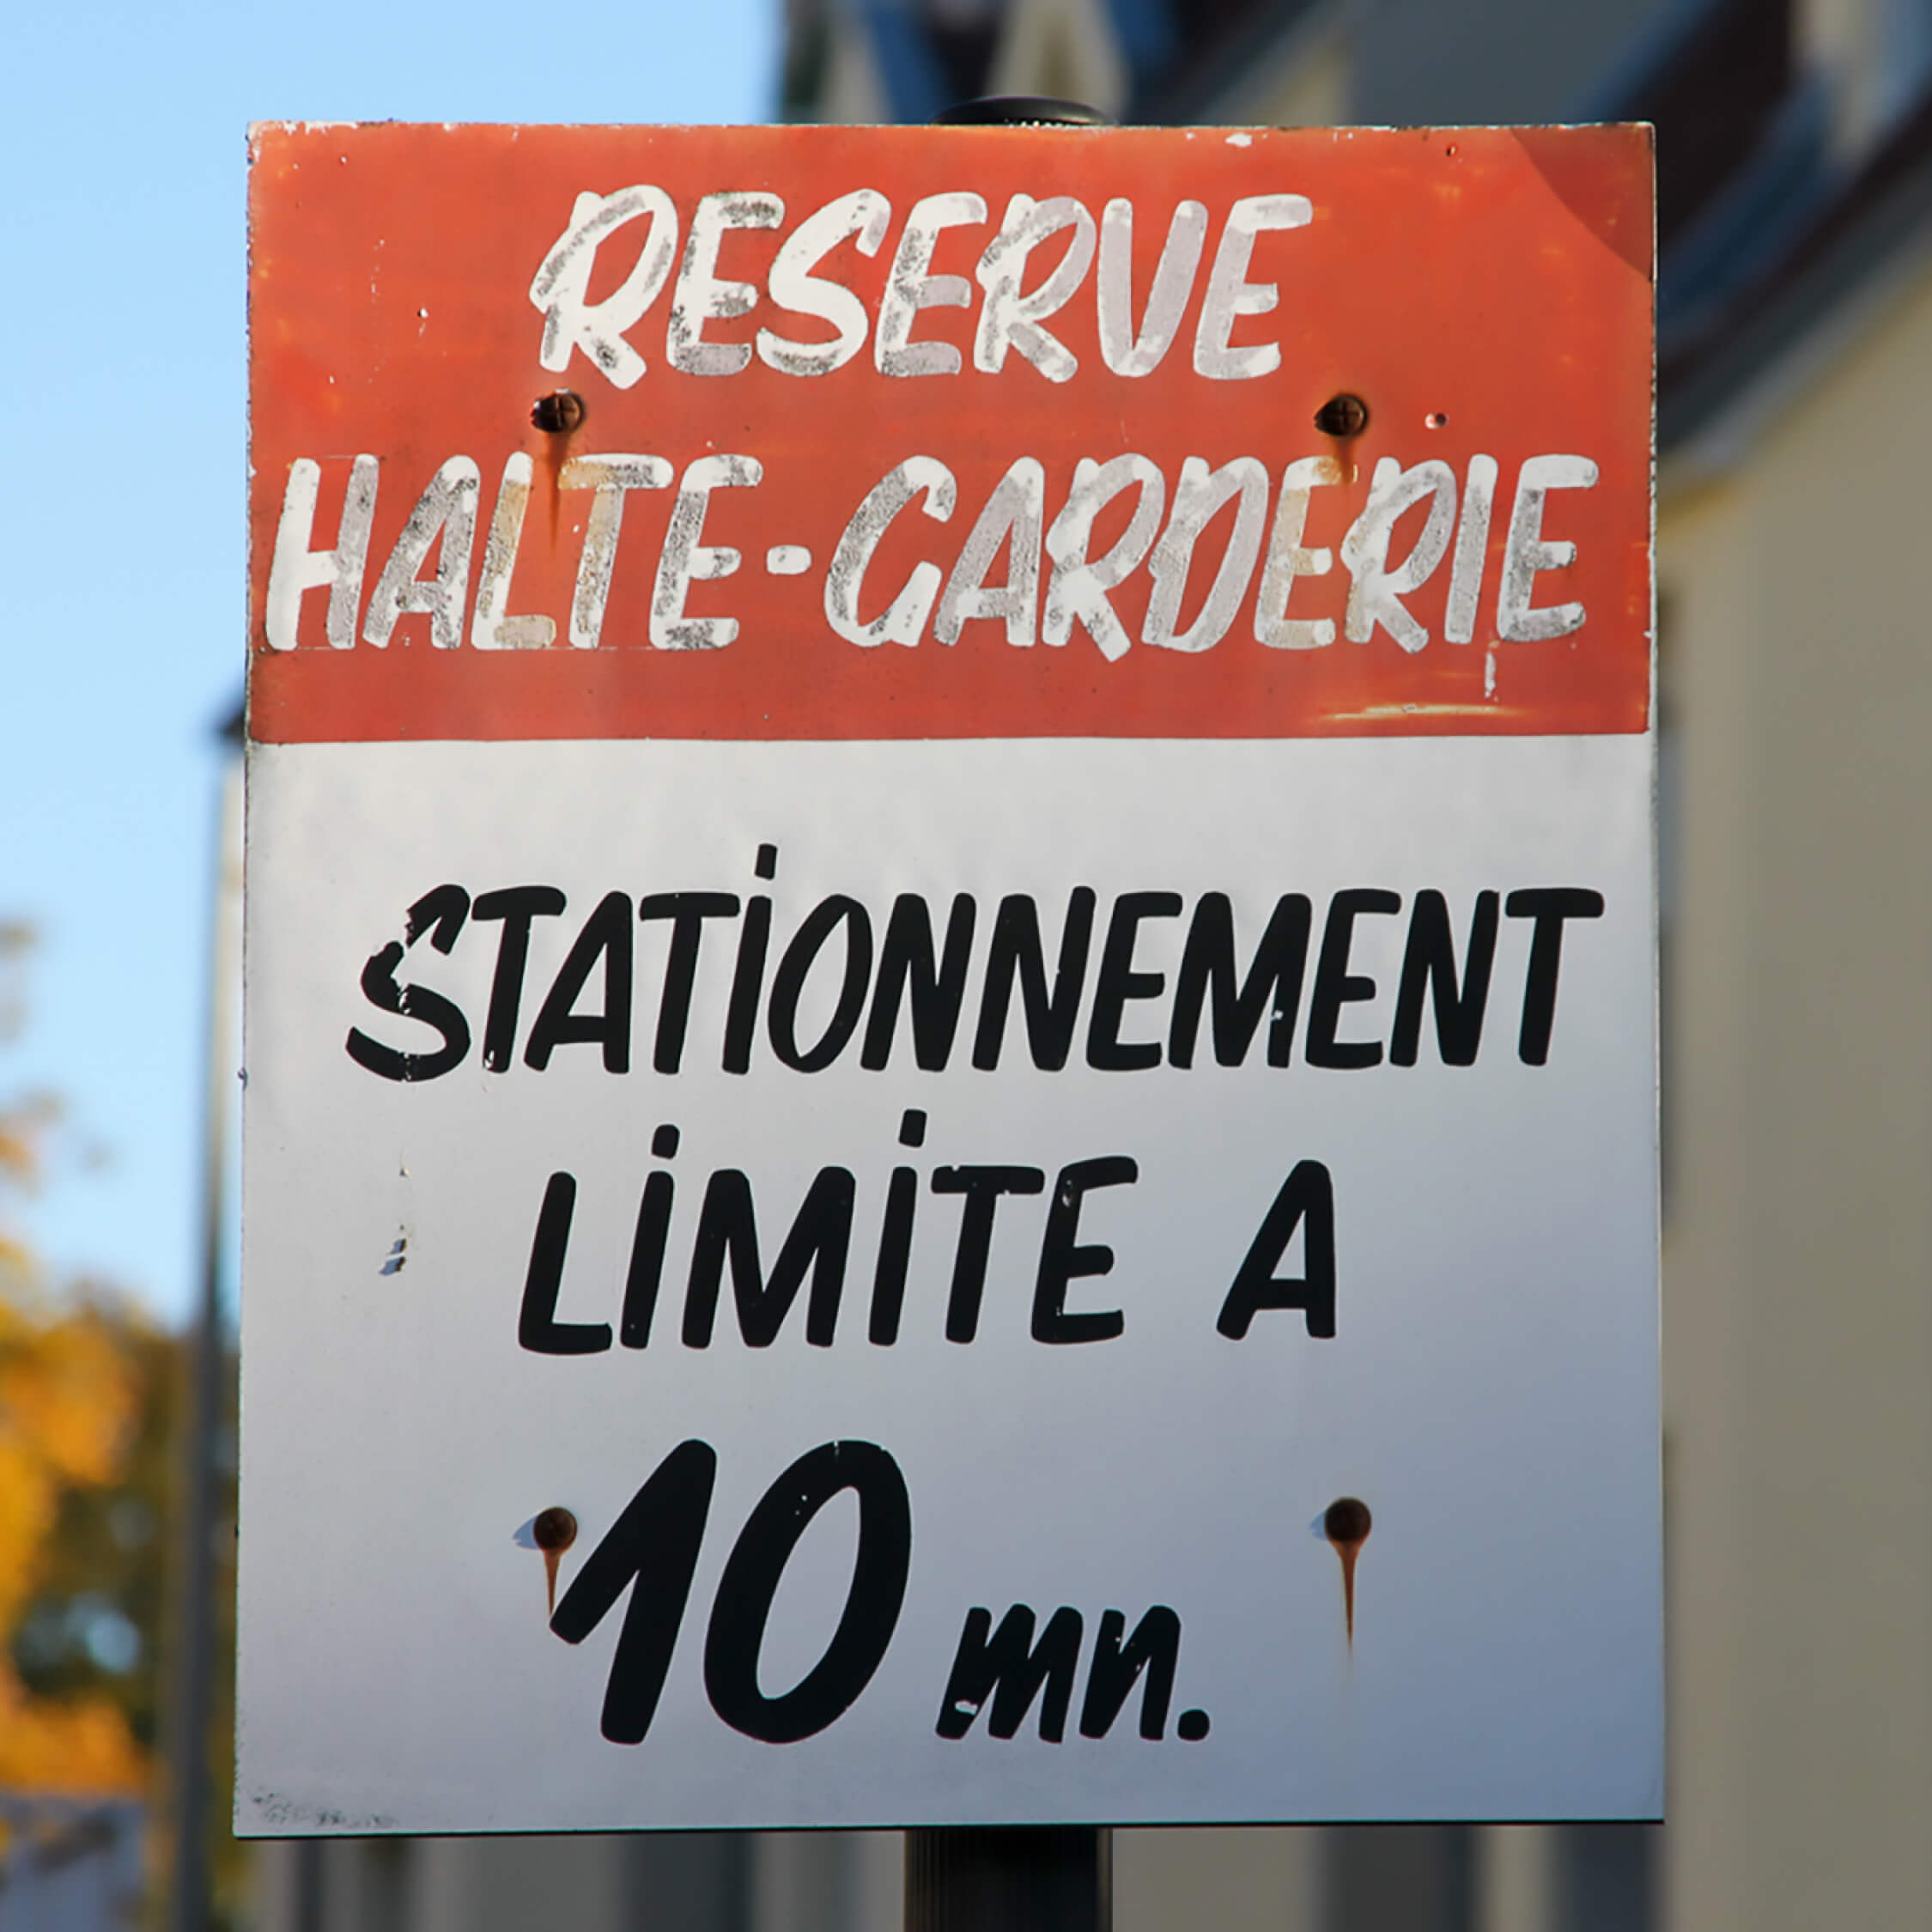 RESERVE
HALTE-GARDERIE
STATiONNEMENT
LiMiTE A
10 mn.